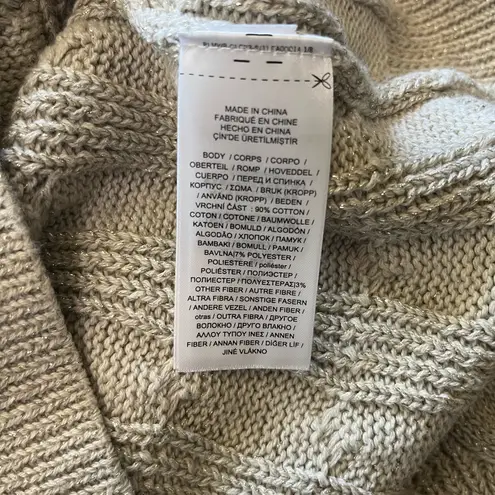 MADE IN CHINA
FABRIQUÉ EN CHINE
HECHO EN CHINA
ÇİN'DE ÜRETİLMİŞTİR
BODY / CORPS / CORPO /
OBERTEIL / ROMP / HOVEDDEL /
CUERPO / ПЕРЕД И СПИНКА /
КОРПУС / ΣΩΜΑ / BRUK (KROPP)
/ ANVÄND (KROPP) / BEDEN /
VRCHNÍ ČÁST : 90% COTTON /
COTON / COTONE / BAUMWOLLE /
KATOEN / BOMULD / ALGODÓN /
ALGODÃO / ХЛОПОК / ПАМУК /
ΒΑΜΒΑΚΙ / BOMULL / PAMUK /
BAVLNA|7% POLYESTER /
POLIESTERE / poliéster /
POLIÉSTER / ПОЛИЭСТЕР /
ПОЛИЕСТЕР / ΠΟΛΥΕΣΤΕΡΑΣ|3%
OTHER FIBER / AUTRE FIBRE /
ALTRA FIBRA / SONSTIGE FASERN
/ ANDERE VEZEL / ANDEN FIBER /
otras / OUTRA FIBRA / ДРУГОЕ
ВОЛОКНО / ДРУГО ВЛАКНО /
ΑΛΛΟΥ ΤΥΠΟΥ ΙΝΕΣ / ANNEN
FIBER / ANNAN FIBER / DİĞER LİF /
JINÉ VLÁKNO